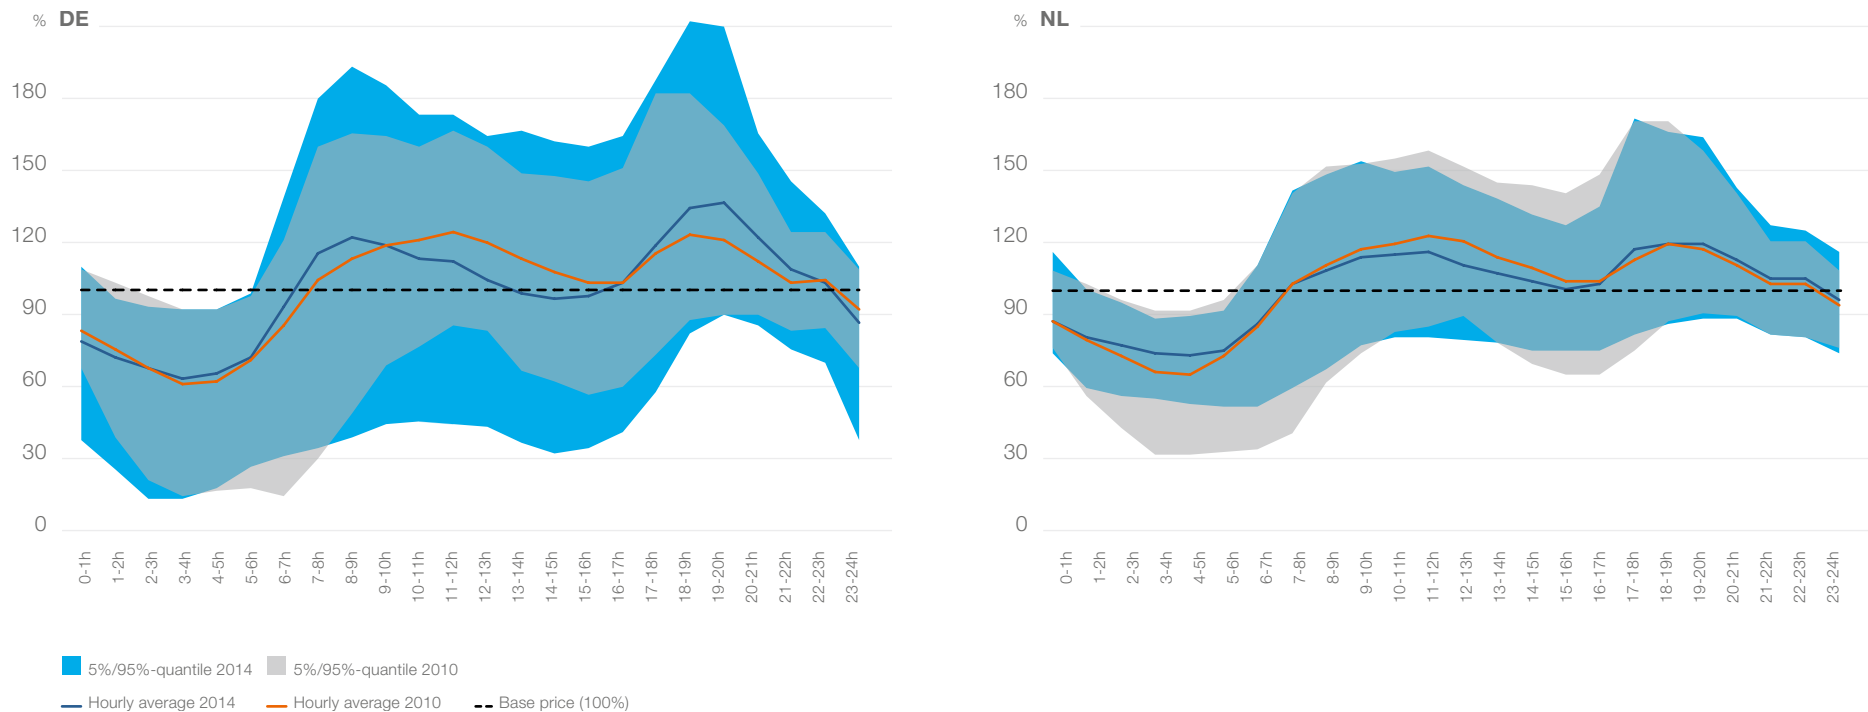 % DE
180
150
120
90
60
30
0
0-1h 1-2h 2-3h 3-4h 4-5h 5-6h 6-7h 7-8h 8-9h 9-10h 10-11h 11-12h 12-13h 13-14h 14-15h 15-16h 16-17h 17-18h 18-19h 19-20h 20-21h 21-22h 22-23h 23-24h
% NL
180
150
120
90
60
30
0
0-1h 1-2h 2-3h 3-4h 4-5h 5-6h 6-7h 7-8h 8-9h 9-10h 10-11h 11-12h 12-13h 13-14h 14-15h 15-16h 16-17h 17-18h 18-19h 19-20h 20-21h 21-22h 22-23h 23-24h
5%/95%-quantile 2014 5%/95%-quantile 2010
Hourly average 2014 Hourly average 2010 Base price (100%)